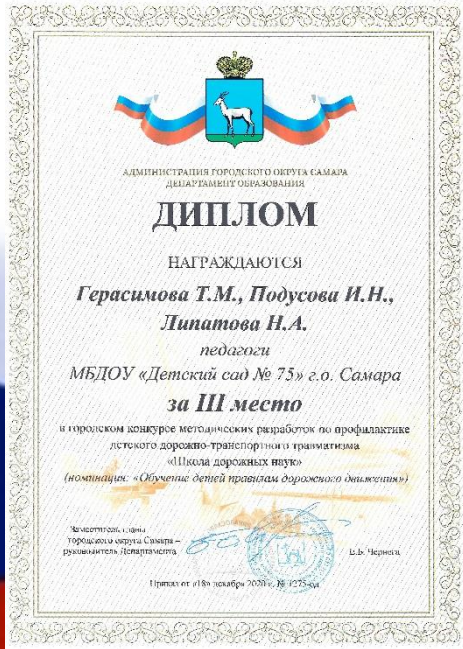 АДМИНИСТРАЦИЯ ГОРОДСКОГО ОКРУГА САМАРА
ДЕПАРТАМЕНТ ОБРАЗОВАНИЯ
ДИПЛОМ
НАГРАЖДАЮТСЯ
Герасимова Т.М., Подусова И.Н.,
Липатова Н.А.
педагоги
МБДОУ «Детский сад № 75» г.о. Самара
за III место
в городском конкурсе методических разработок по профилактике
детского дорожно-транспортного травматизма
«Школа дорожных наук»
(номинация: «Обучение детей правилам дорожного движения»)
Заместитель главы
городского округа Самара –
руководитель Департамента
Е.Б. Чернега
Приказ от «18» декабря 2020 г. № 1275-од